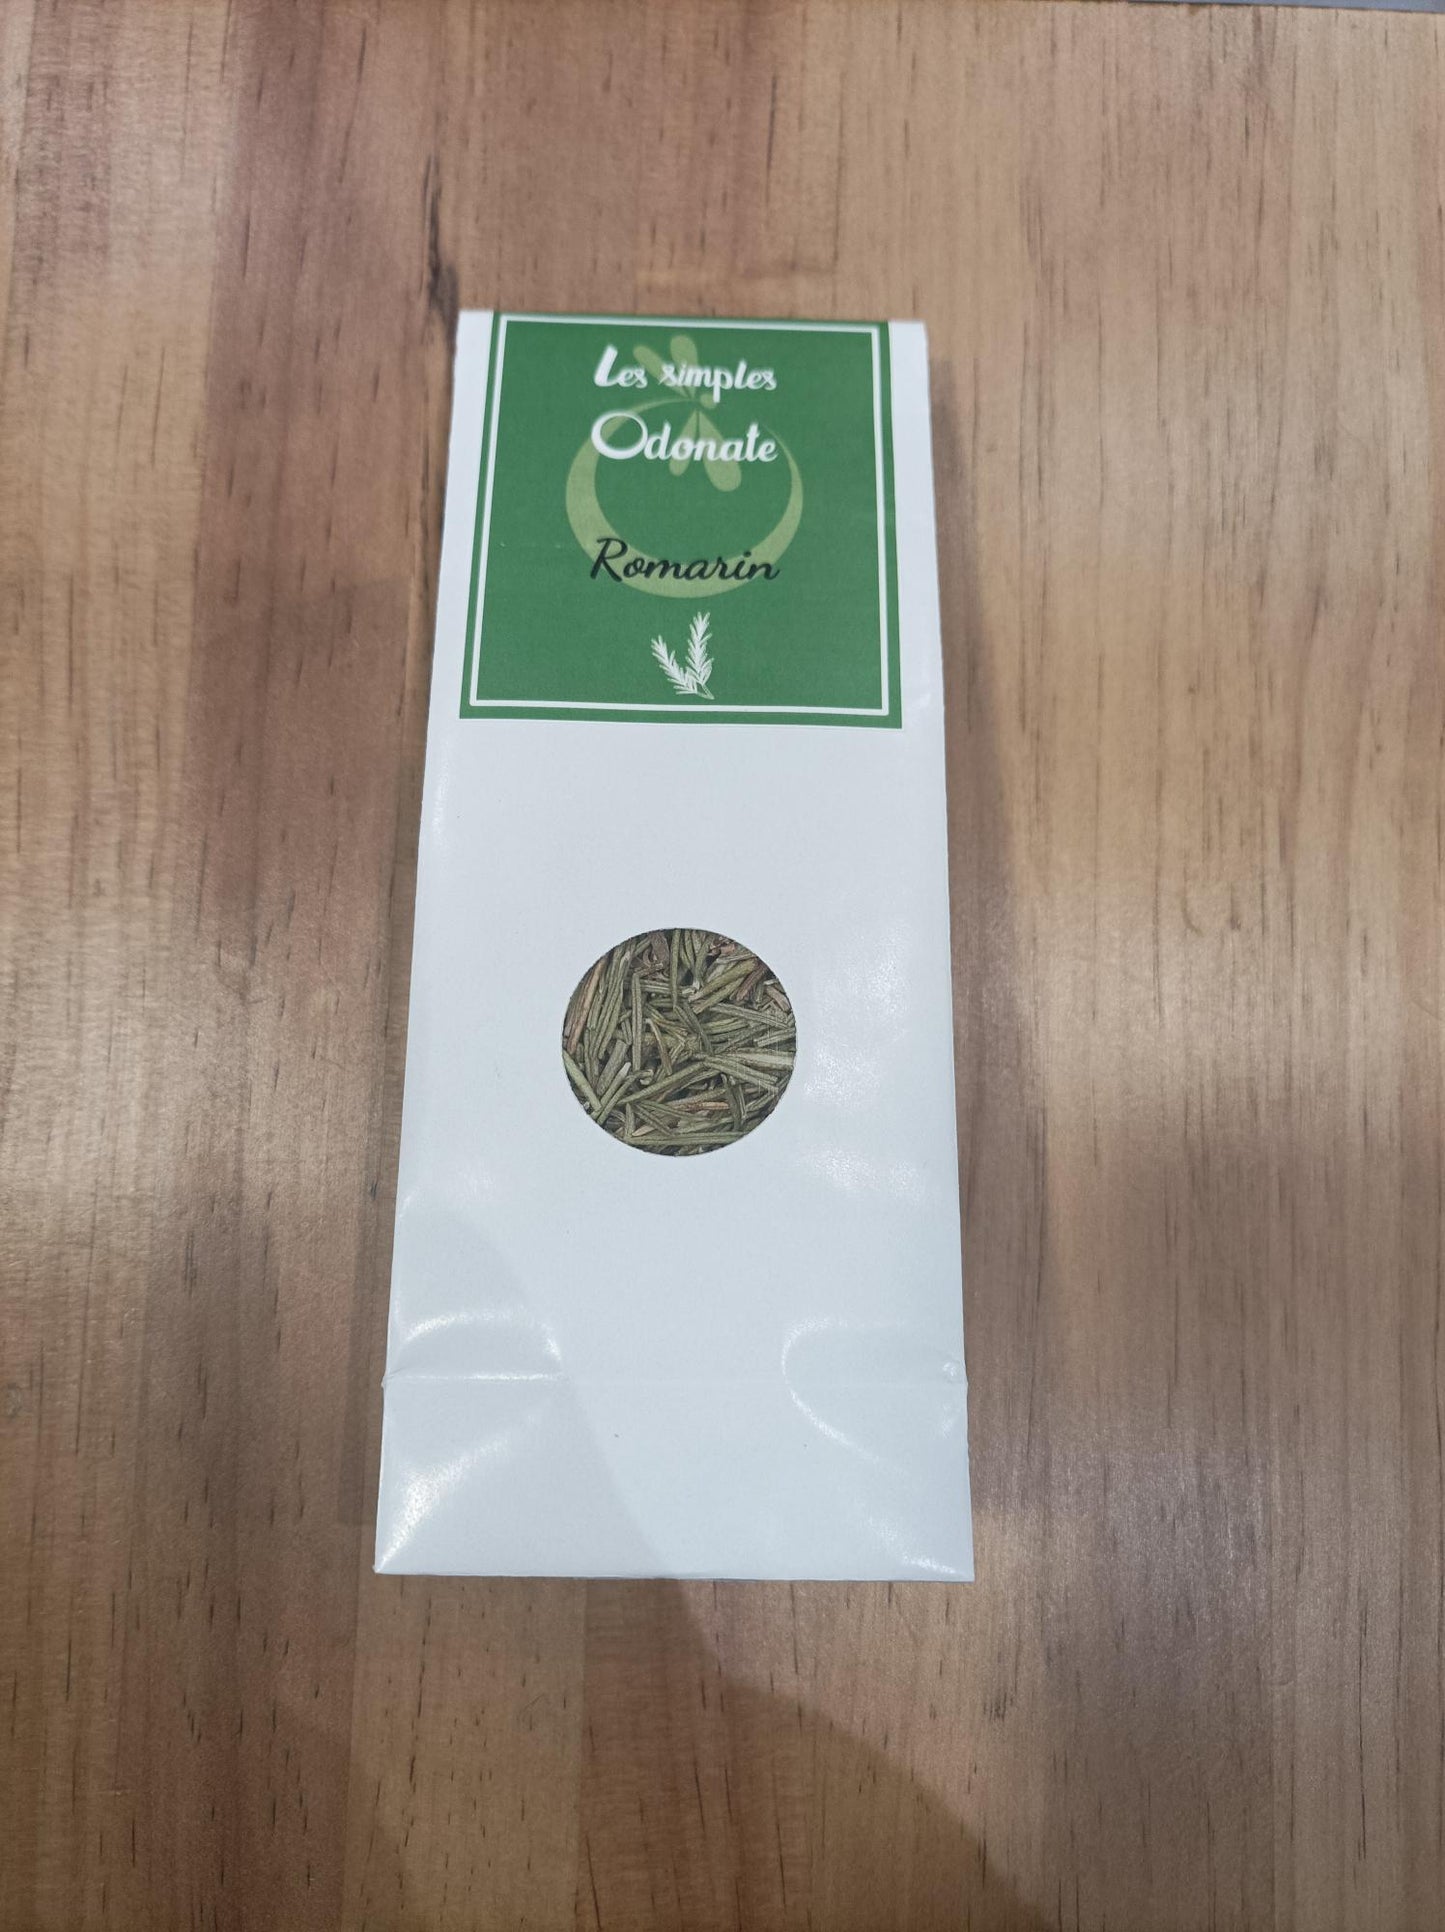 Les simples
Odonate
Romarin